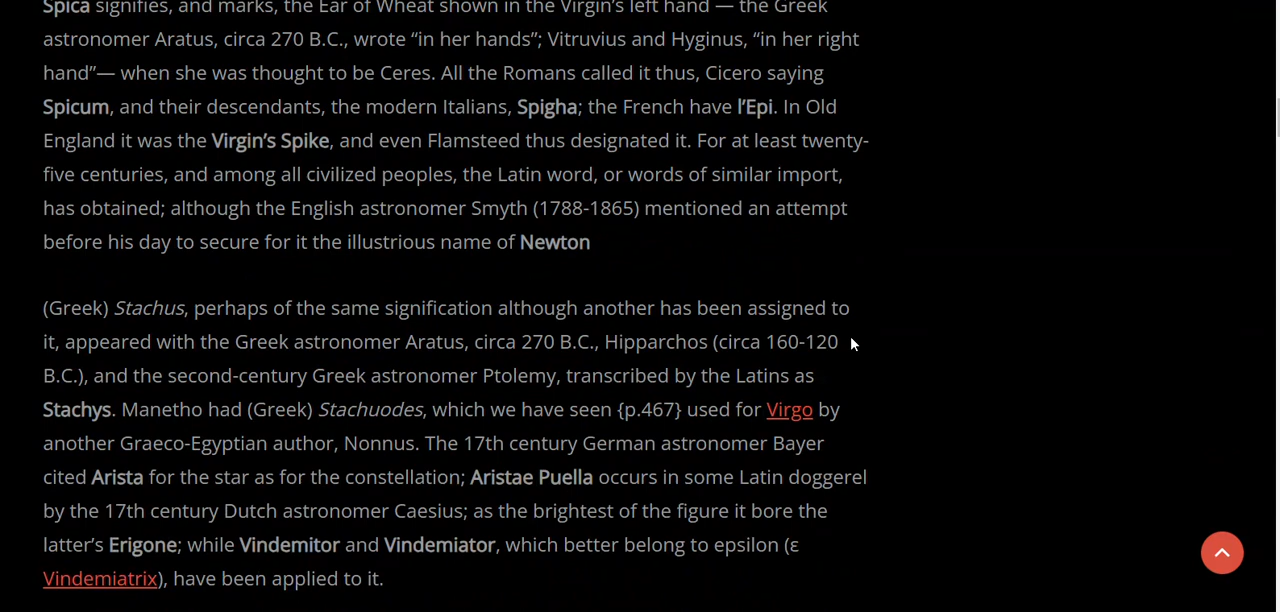 Spica signifies, and marks, the Ear of Wheat shown in the Virgin’s left hand — the Greek
astronomer Aratus, circa 270 B.C., wrote “in her hands”; Vitruvius and Hyginus, “in her right
hand”— when she was thought to be Ceres. All the Romans called it thus, Cicero saying
Spicum, and their descendants, the modern Italians, Spigha; the French have l’Epi. In Old
England it was the Virgin’s Spike, and even Flamsteed thus designated it. For at least twenty-
five centuries, and among all civilized peoples, the Latin word, or words of similar import,
has obtained; although the English astronomer Smyth (1788-1865) mentioned an attempt
before his day to secure for it the illustrious name of Newton
(Greek) Stachus, perhaps of the same signification although another has been assigned to
it, appeared with the Greek astronomer Aratus, circa 270 B.C., Hipparchos (circa 160-120
B.C.), and the second-century Greek astronomer Ptolemy, transcribed by the Latins as
Stachys. Manetho had (Greek) Stachuodes, which we have seen {p.467} used for Virgo by
another Graeco-Egyptian author, Nonnus. The 17th century German astronomer Bayer
cited Arista for the star as for the constellation; Aristae Puella occurs in some Latin doggerel
by the 17th century Dutch astronomer Caesius; as the brightest of the figure it bore the
latter’s Erigone; while Vindemitor and Vindemiator, which better belong to epsilon (ε
Vindemiatrix), have been applied to it.